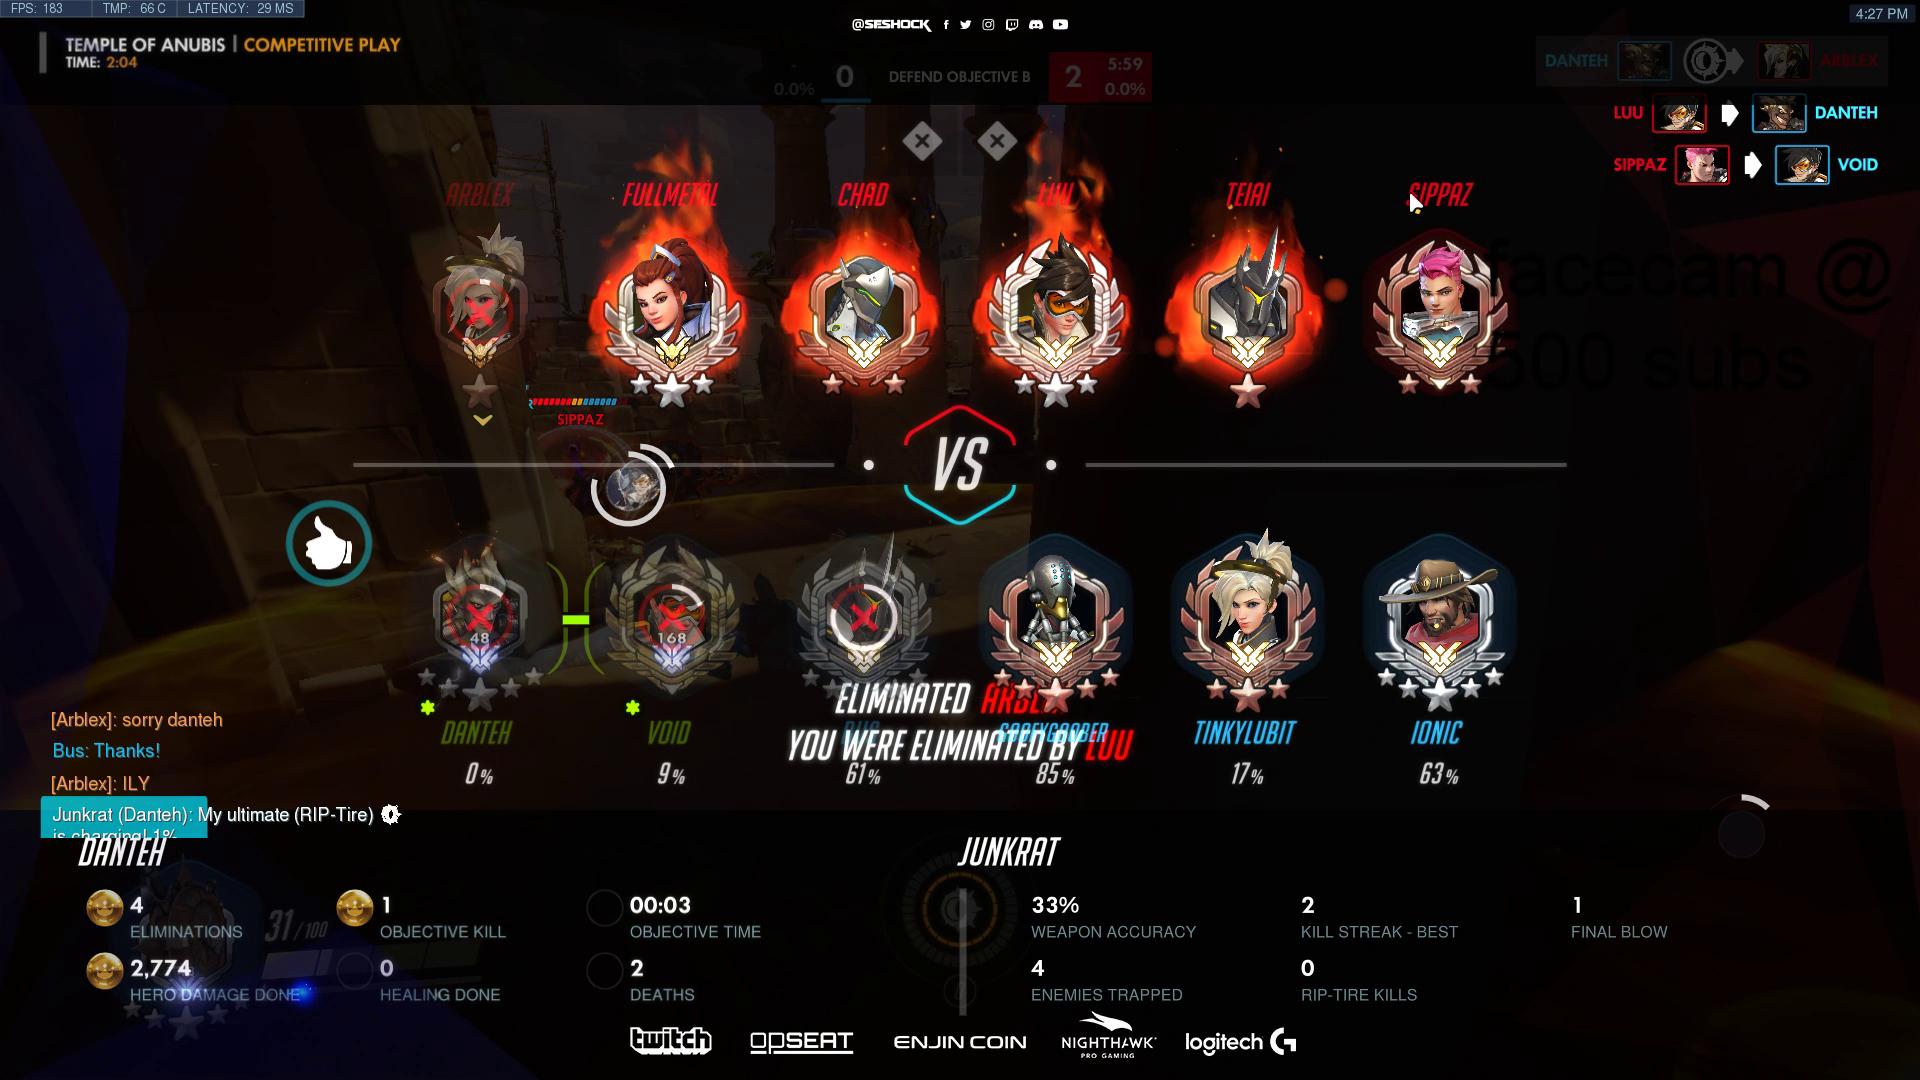 FPS: 183 TMP: 66 C LATENCY: 29 MS
@SESHOCK
4:27 PM
TEMPLE OF ANUBIS | COMPETITIVE PLAY
TIME: 2:04
- 0.0% 0 DEFEND OBJECTIVE B 2 5:59 0.0%
DANTEH ARBLEX
LUU DANTEH
SIPPAZ VOID
ARBLEX FULLMETAL CHAD LUU TEIAI SIPPAZ
facecam @
500 subs
SIPPAZ
VS
48 168
ELIMINATED ARBLEX
DANTEH VOID BUS GOOEYGOOBER TINKYLUBIT IONIC
YOU WERE ELIMINATED BY LUU
0% 9% 61% 85% 17% 63%
[Arblex]: sorry danteh
Bus: Thanks!
[Arblex]: ILY
Junkrat (Danteh): My ultimate (RIP-Tire)
is charging! 1%
DANTEH JUNKRAT
4 ELIMINATIONS
1 OBJECTIVE KILL
00:03 OBJECTIVE TIME
33% WEAPON ACCURACY
2 KILL STREAK - BEST
1 FINAL BLOW
31/100
2,774 HERO DAMAGE DONE
0 HEALING DONE
2 DEATHS
4 ENEMIES TRAPPED
0 RIP-TIRE KILLS
twitch OPSEAT ENJIN COIN NIGHTHAWK PRO GAMING logitech G